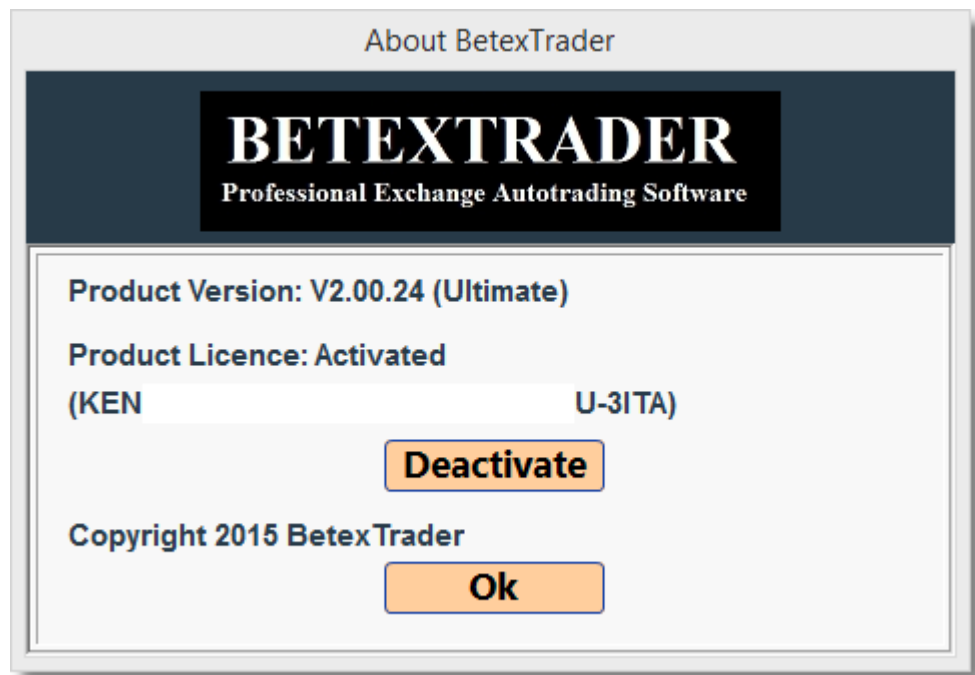 About BetexTrader
BETEXTRADER
Professional Exchange Autotrading Software
Product Version: V2.00.24 (Ultimate)
Product Licence: Activated
(KEN U-3ITA)
Deactivate
Copyright 2015 BetexTrader
Ok